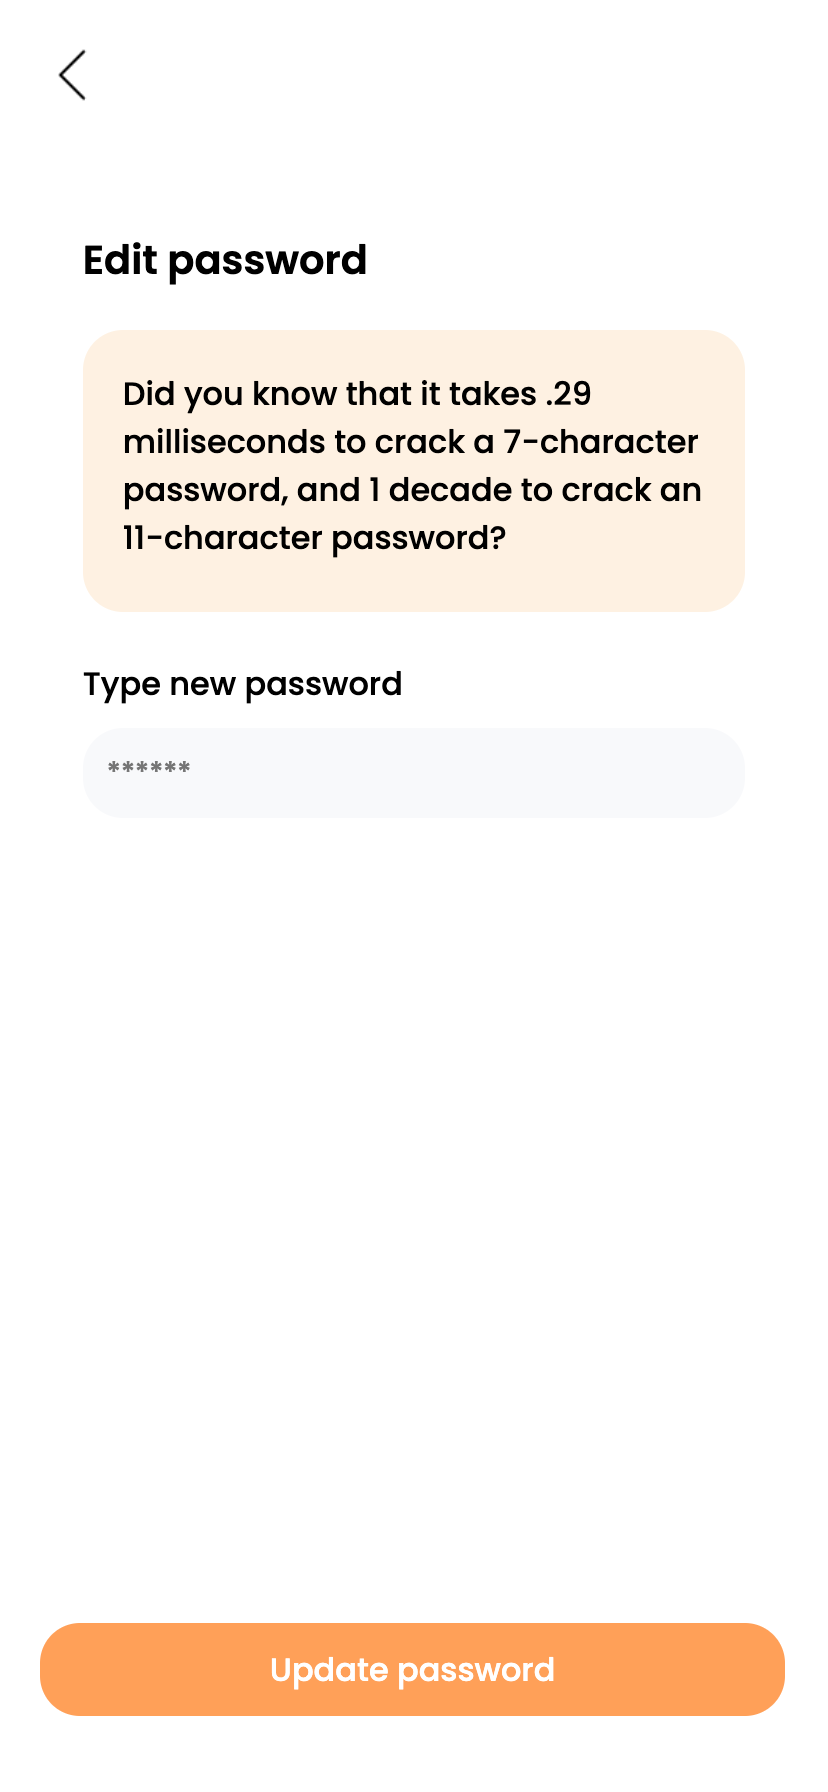 Edit password
Did you know that it takes .29
milliseconds to crack a 7-character
password, and 1 decade to crack an
11-character password?
Type new password
******
Update password